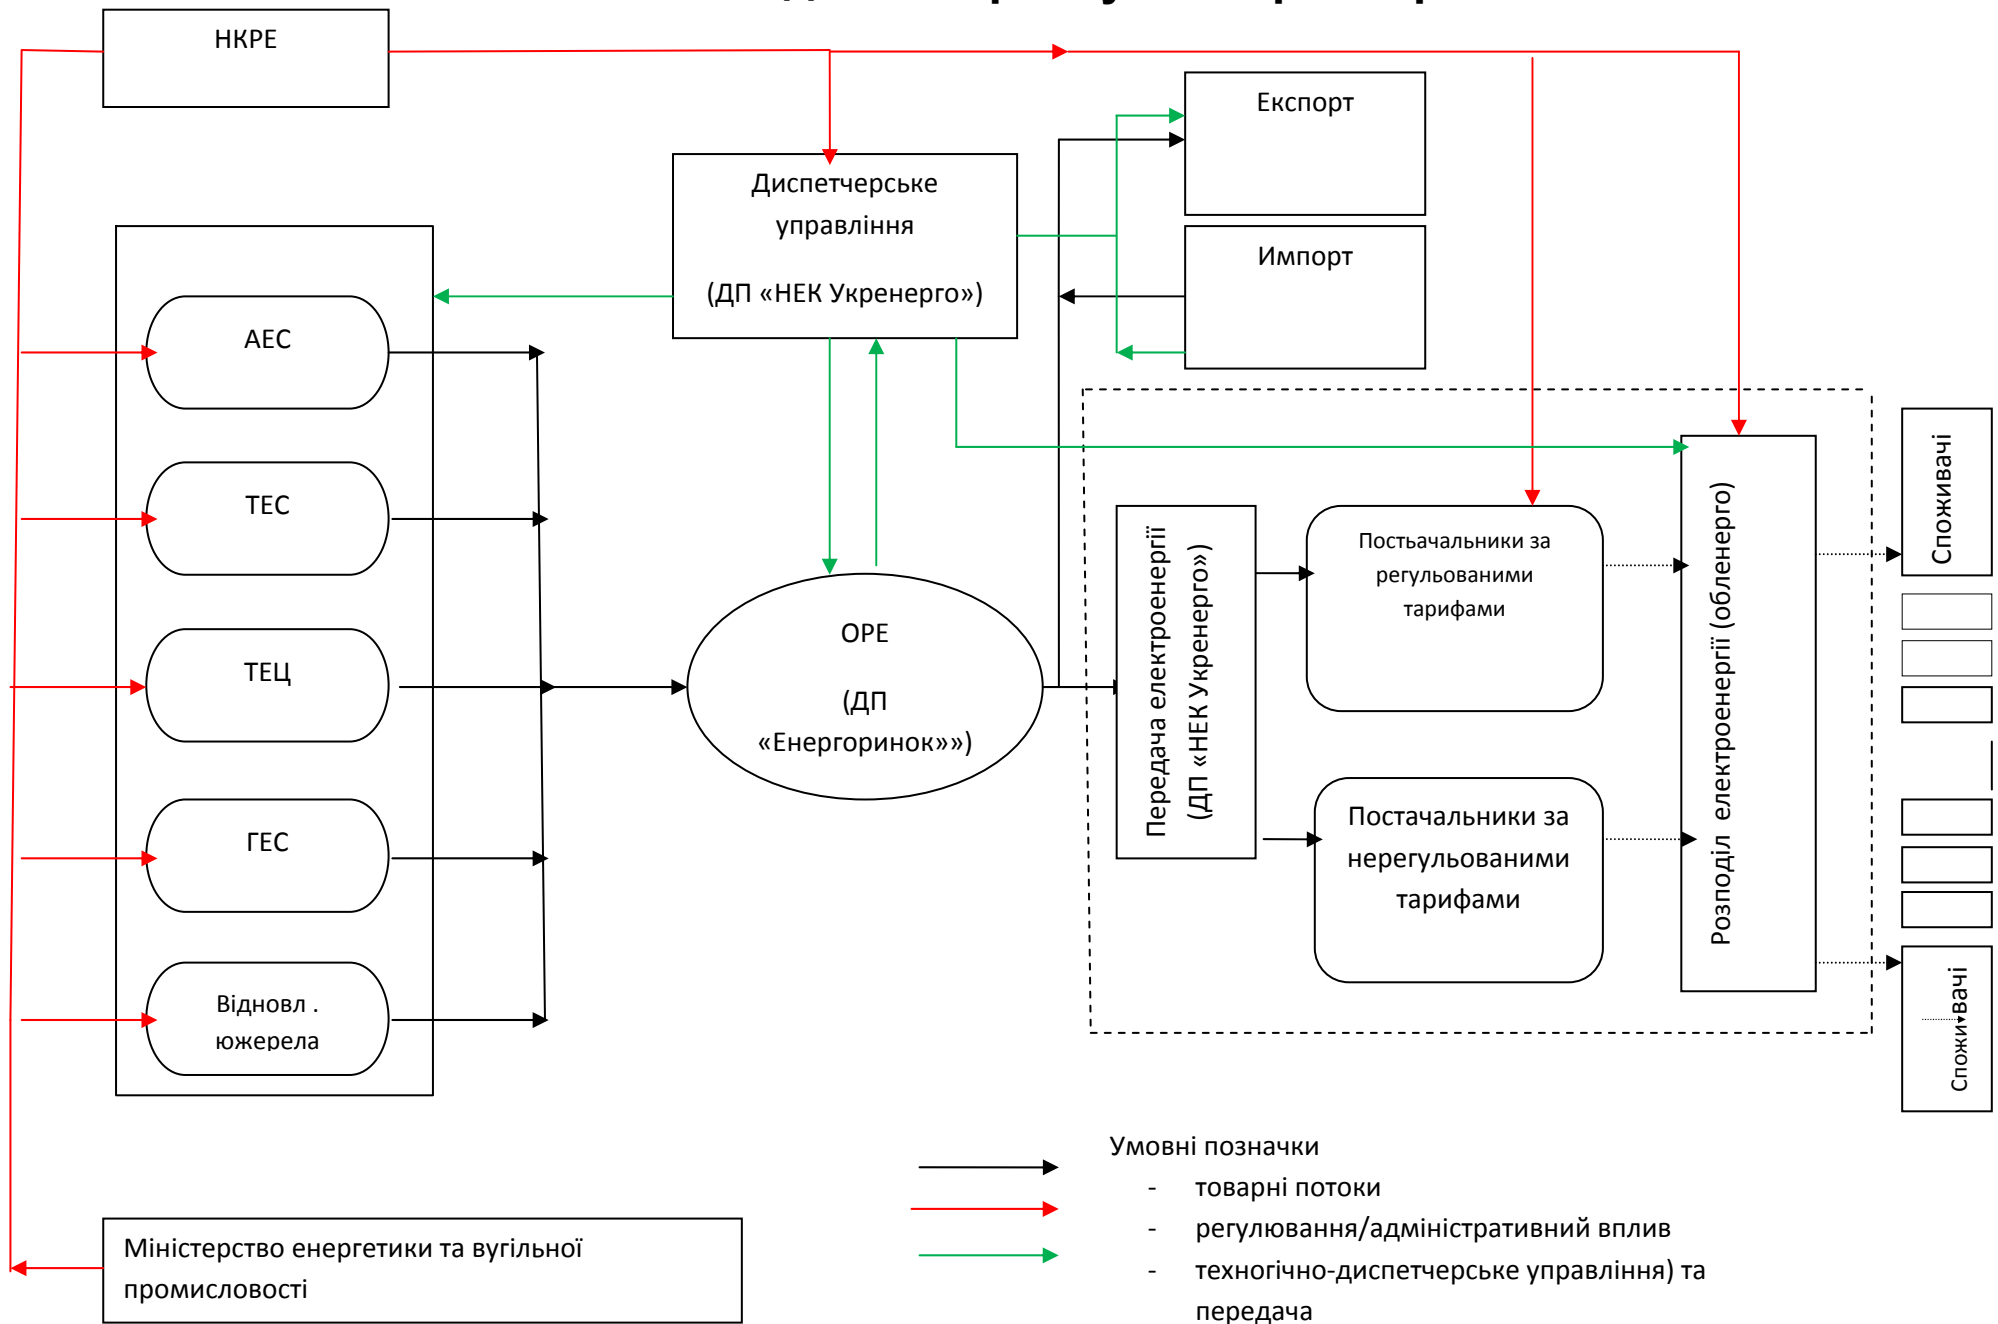 НКРЕ
Експорт
Диспетчерське
управління
(ДП «НЕК Укренерго»)
Импорт
АЕС
ТЕС
ТЕЦ
ГЕС
Відновл .
южерела
ОРЕ
(ДП
«Енергоринок»»)
Передача електроенергії
(ДП «НЕК Укренерго»)
Постьачальники за
регульованими
тарифами
Постачальники за
нерегульованими
тарифами
Розподіл електроенергії (обленерго)
Споживачі
Споживачі
Міністерство енергетики та вугільної
промисловості
Умовні позначки
- товарні потоки
- регулювання/адміністративний вплив
- техногічно-диспетчерське управління) та
передача